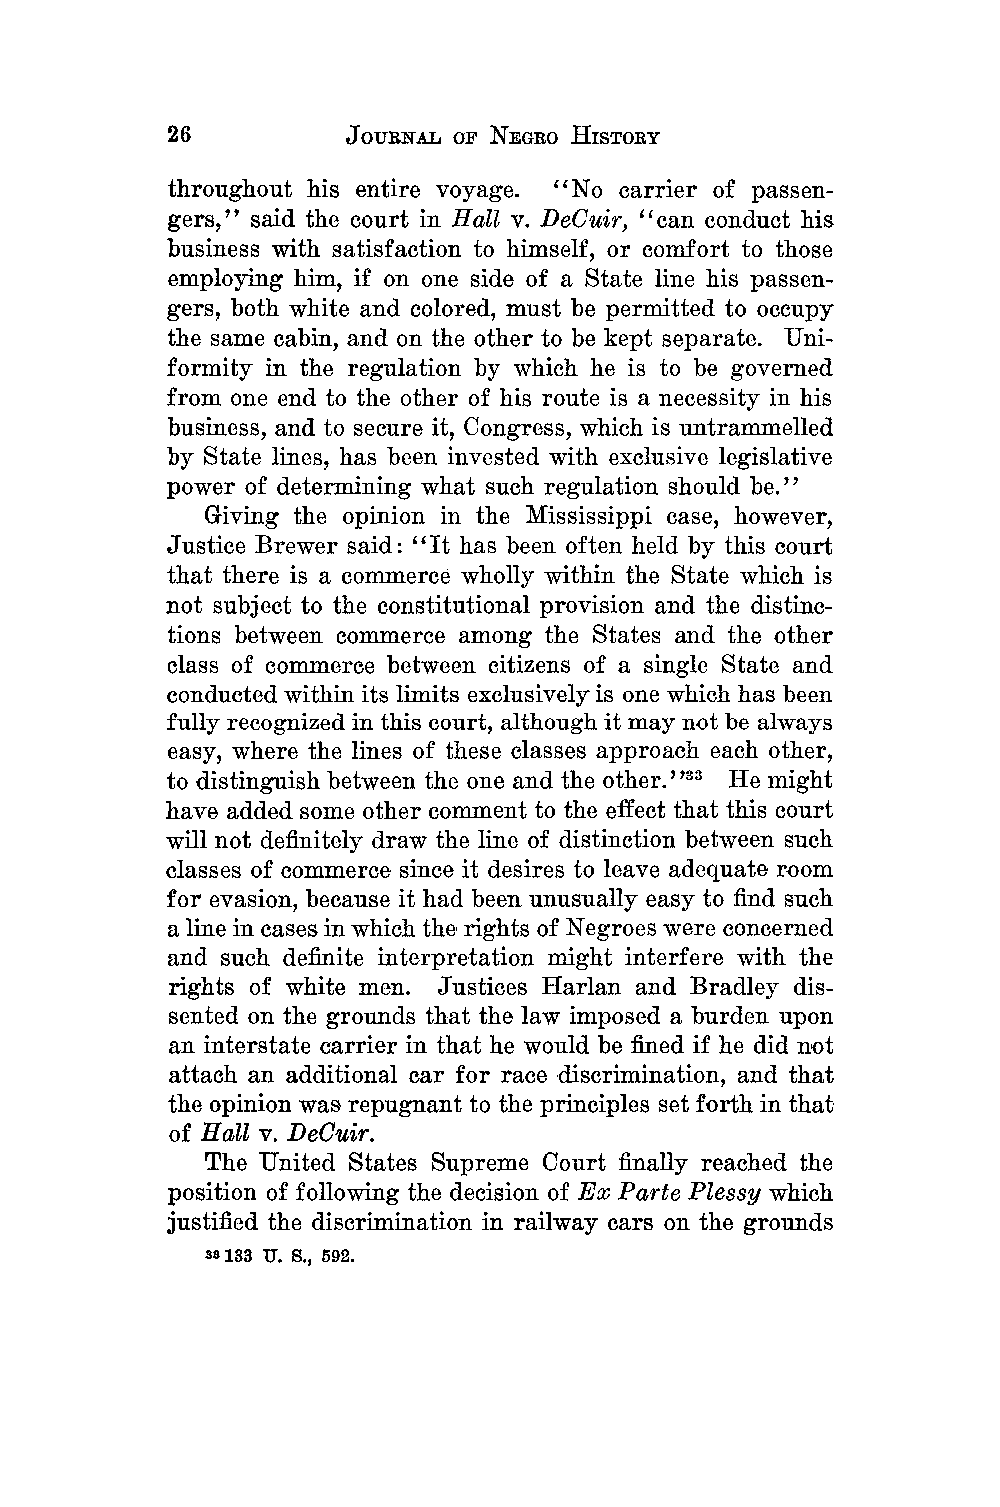 26 JOURNAL OF NEGRO HISTORY
throughout his entire voyage. “No carrier of passen-
gers,” said the court in Hall v. DeCuir, “can conduct his
business with satisfaction to himself, or comfort to those
employing him, if on one side of a State line his passen-
gers, both white and colored, must be permitted to occupy
the same cabin, and on the other to be kept separate. Uni-
formity in the regulation by which he is to be governed
from one end to the other of his route is a necessity in his
business, and to secure it, Congress, which is untrammelled
by State lines, has been invested with exclusive legislative
power of determining what such regulation should be.”
Giving the opinion in the Mississippi case, however,
Justice Brewer said: “It has been often held by this court
that there is a commerce wholly within the State which is
not subject to the constitutional provision and the distinc-
tions between commerce among the States and the other
class of commerce between citizens of a single State and
conducted within its limits exclusively is one which has been
fully recognized in this court, although it may not be always
easy, where the lines of these classes approach each other,
to distinguish between the one and the other.”33 He might
have added some other comment to the effect that this court
will not definitely draw the line of distinction between such
classes of commerce since it desires to leave adequate room
for evasion, because it had been unusually easy to find such
a line in cases in which the rights of Negroes were concerned
and such definite interpretation might interfere with the
rights of white men. Justices Harlan and Bradley dis-
sented on the grounds that the law imposed a burden upon
an interstate carrier in that he would be fined if he did not
attach an additional car for race discrimination, and that
the opinion was repugnant to the principles set forth in that
of Hall v. DeCuir.
The United States Supreme Court finally reached the
position of following the decision of Ex Parte Plessy which
justified the discrimination in railway cars on the grounds
33 133 U. S., 592.